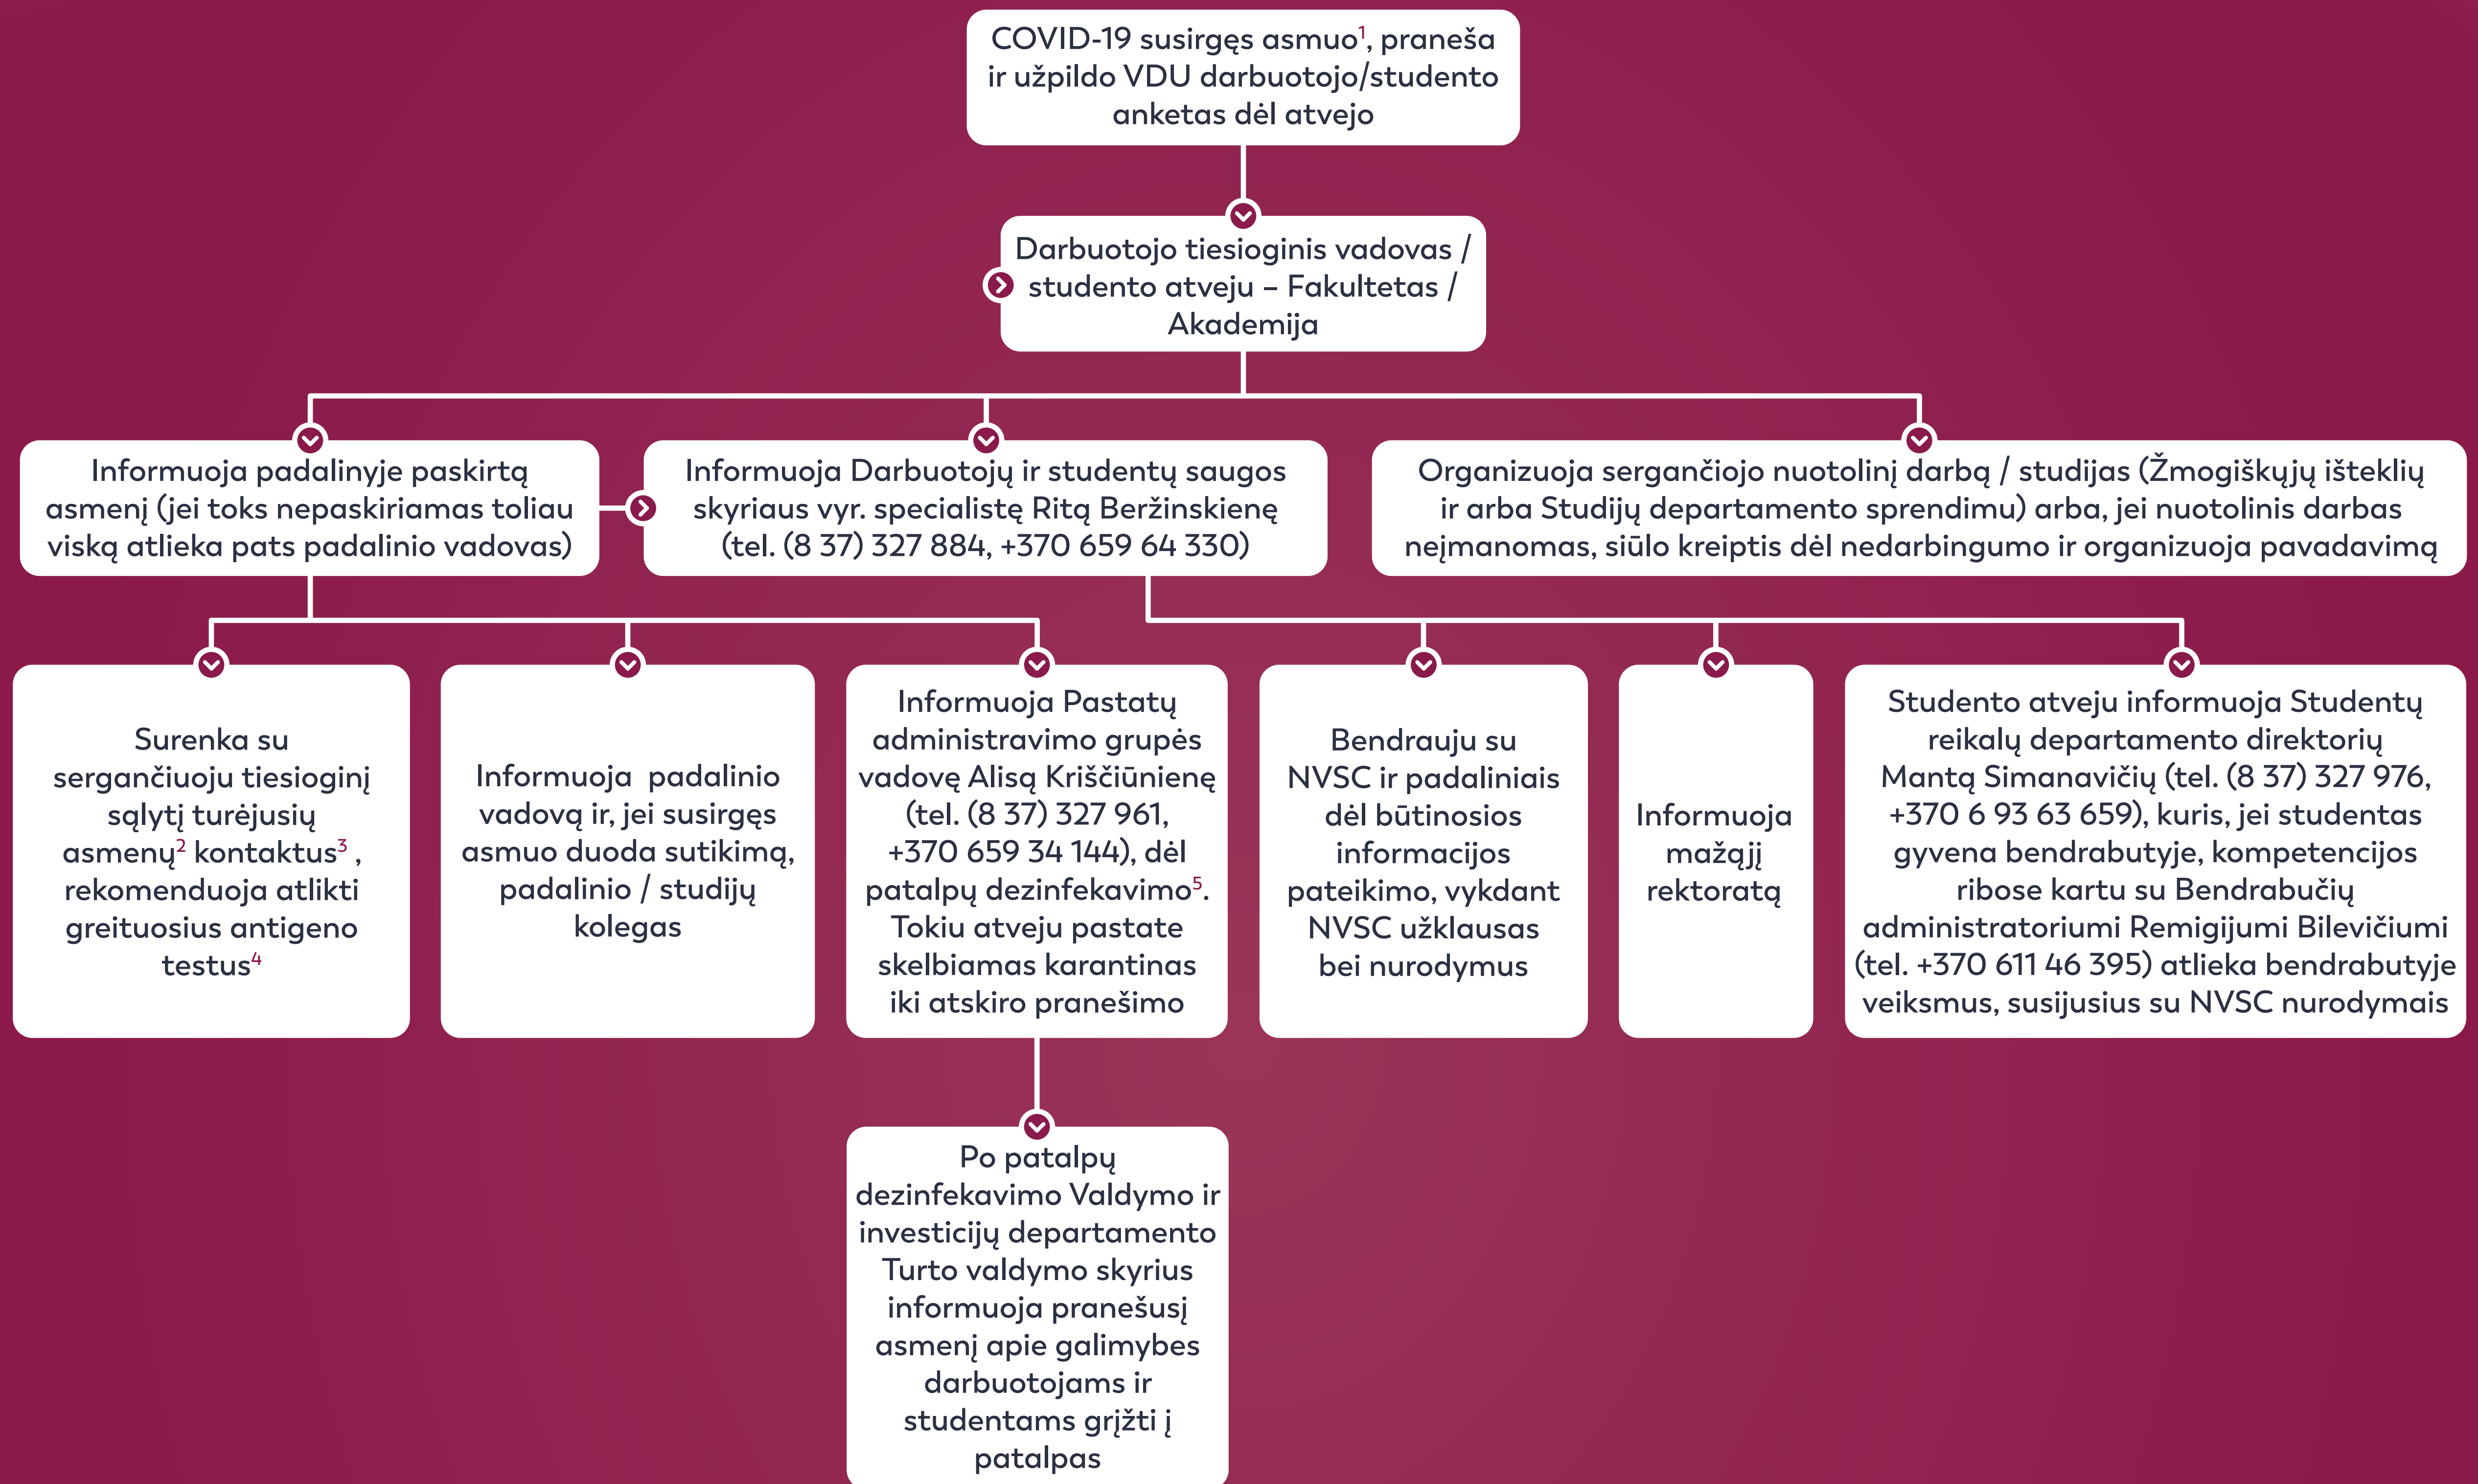 COVID-19 susirgęs asmuo¹, praneša
ir užpildo VDU darbuotojo/studento
anketas dėl atvejo
Darbuotojo tiesioginis vadovas /
studento atveju – Fakultetas /
Akademija
Informuoja padalinyje paskirtą
asmenį (jei toks nepaskiriamas toliau
viską atlieka pats padalinio vadovas)
Informuoja Darbuotojų ir studentų saugos
skyriaus vyr. specialistę Ritą Beržinskienę
(tel. (8 37) 327 884, +370 659 64 330)
Organizuoja sergančiojo nuotolinį darbą / studijas (Žmogiškųjų išteklių
ir arba Studijų departamento sprendimu) arba, jei nuotolinis darbas
neįmanomas, siūlo kreiptis dėl nedarbingumo ir organizuoja pavadavimą
Surenka su
sergančiuoju tiesioginį
sąlytį turėjusių
asmenų² kontaktus³ ,
rekomenduoja atlikti
greituosius antigeno
testus⁴
Informuoja  padalinio
vadovą ir, jei susirgęs
asmuo duoda sutikimą,
padalinio / studijų
kolegas
Informuoja Pastatų
administravimo grupės
vadovę Alisą Kriščiūnienę
(tel. (8 37) 327 961,
+370 659 34 144), dėl
patalpų dezinfekavimo⁵.
Tokiu atveju pastate
skelbiamas karantinas
iki atskiro pranešimo
Bendrauju su
NVSC ir padaliniais
dėl būtinosios
informacijos
pateikimo, vykdant
NVSC užklausas
bei nurodymus
Informuoja
mažąjį
rektoratą
Studento atveju informuoja Studentų
reikalų departamento direktorių
Mantą Simanavičių (tel. (8 37) 327 976,
+370 6 93 63 659), kuris, jei studentas
gyvena bendrabutyje, kompetencijos
ribose kartu su Bendrabučių
administratoriumi Remigijumi Bilevičiumi
(tel. +370 611 46 395) atlieka bendrabutyje
veiksmus, susijusius su NVSC nurodymais
Po patalpų
dezinfekavimo Valdymo ir
investicijų departamento
Turto valdymo skyrius
informuoja pranešusį
asmenį apie galimybes
darbuotojams ir
studentams grįžti į
patalpas